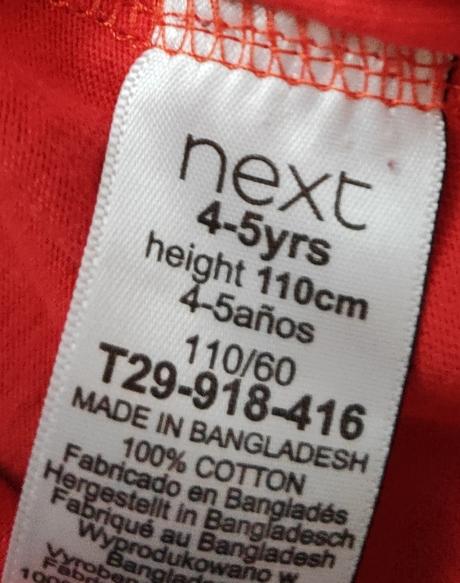 next
4-5yrs
height 110cm
4-5años
110/60
T29-918-416
MADE IN BANGLADESH
100% COTTON
Fabricado en Bangladés
Hergestellt in Bangladesch
Fabriqué au Bangladesh
Wyprodukowano w